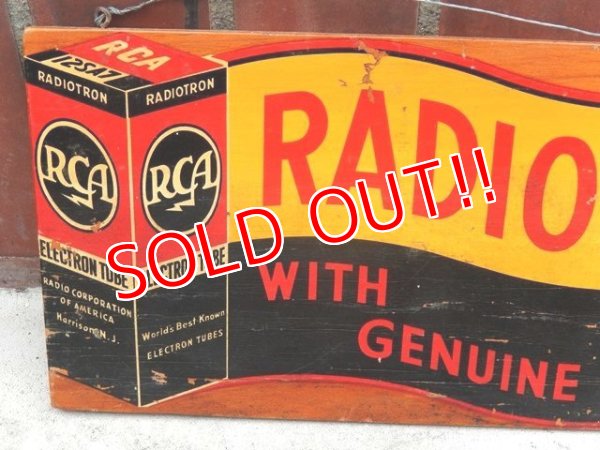 RCA
12SA7
RADIOTRON
RADIOTRON
RCA
RCA
ELECTRON TUBE
ELECTRON TUBE
RADIO CORPORATION
OF AMERICA
Harrison N.J.
World's Best Known
ELECTRON TUBES
RADIO
WITH
GENUINE
SOLD OUT!!